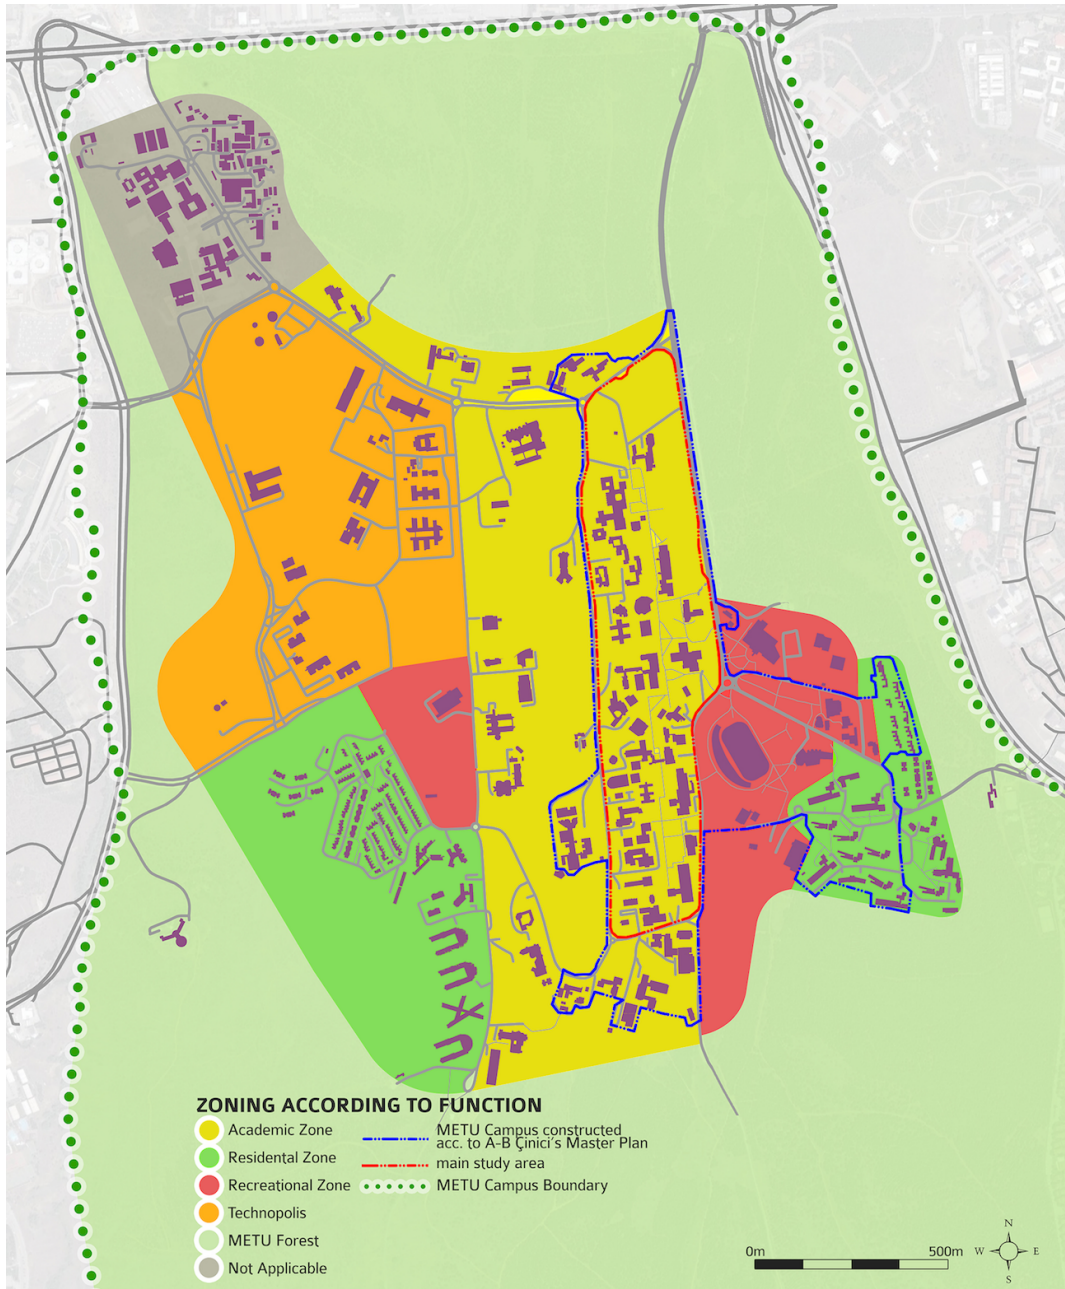 ZONING ACCORDING TO FUNCTION
Academic Zone
Residental Zone
Recreational Zone
Technopolis
METU Forest
Not Applicable
METU Campus constructed
acc. to A-B Çinici's Master Plan
main study area
METU Campus Boundary
0m 500m
N
W E
S